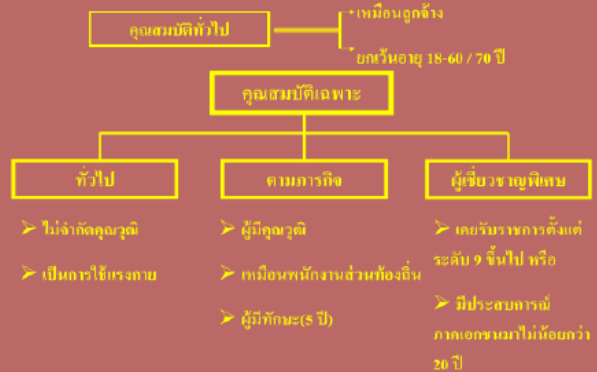 คุณสมบัติทั่วไป
เหมือนลูกจ้าง
ยกเว้นอายุ 18-60 / 70 ปี
คุณสมบัติเฉพาะ
ทั่วไป
ไม่จำกัดคุณวุฒิ
เป็นการใช้แรงกาย
ตามภารกิจ
ผู้มีคุณวุฒิ
เหมือนพนักงานส่วนท้องถิ่น
ผู้มีทักษะ(5 ปี)
ผู้เชี่ยวชาญพิเศษ
เคยรับราชการตั้งแต่
ระดับ 9 ขึ้นไป หรือ
มีประสบการณ์
ภาคเอกชนมาไม่น้อยกว่า
20 ปี